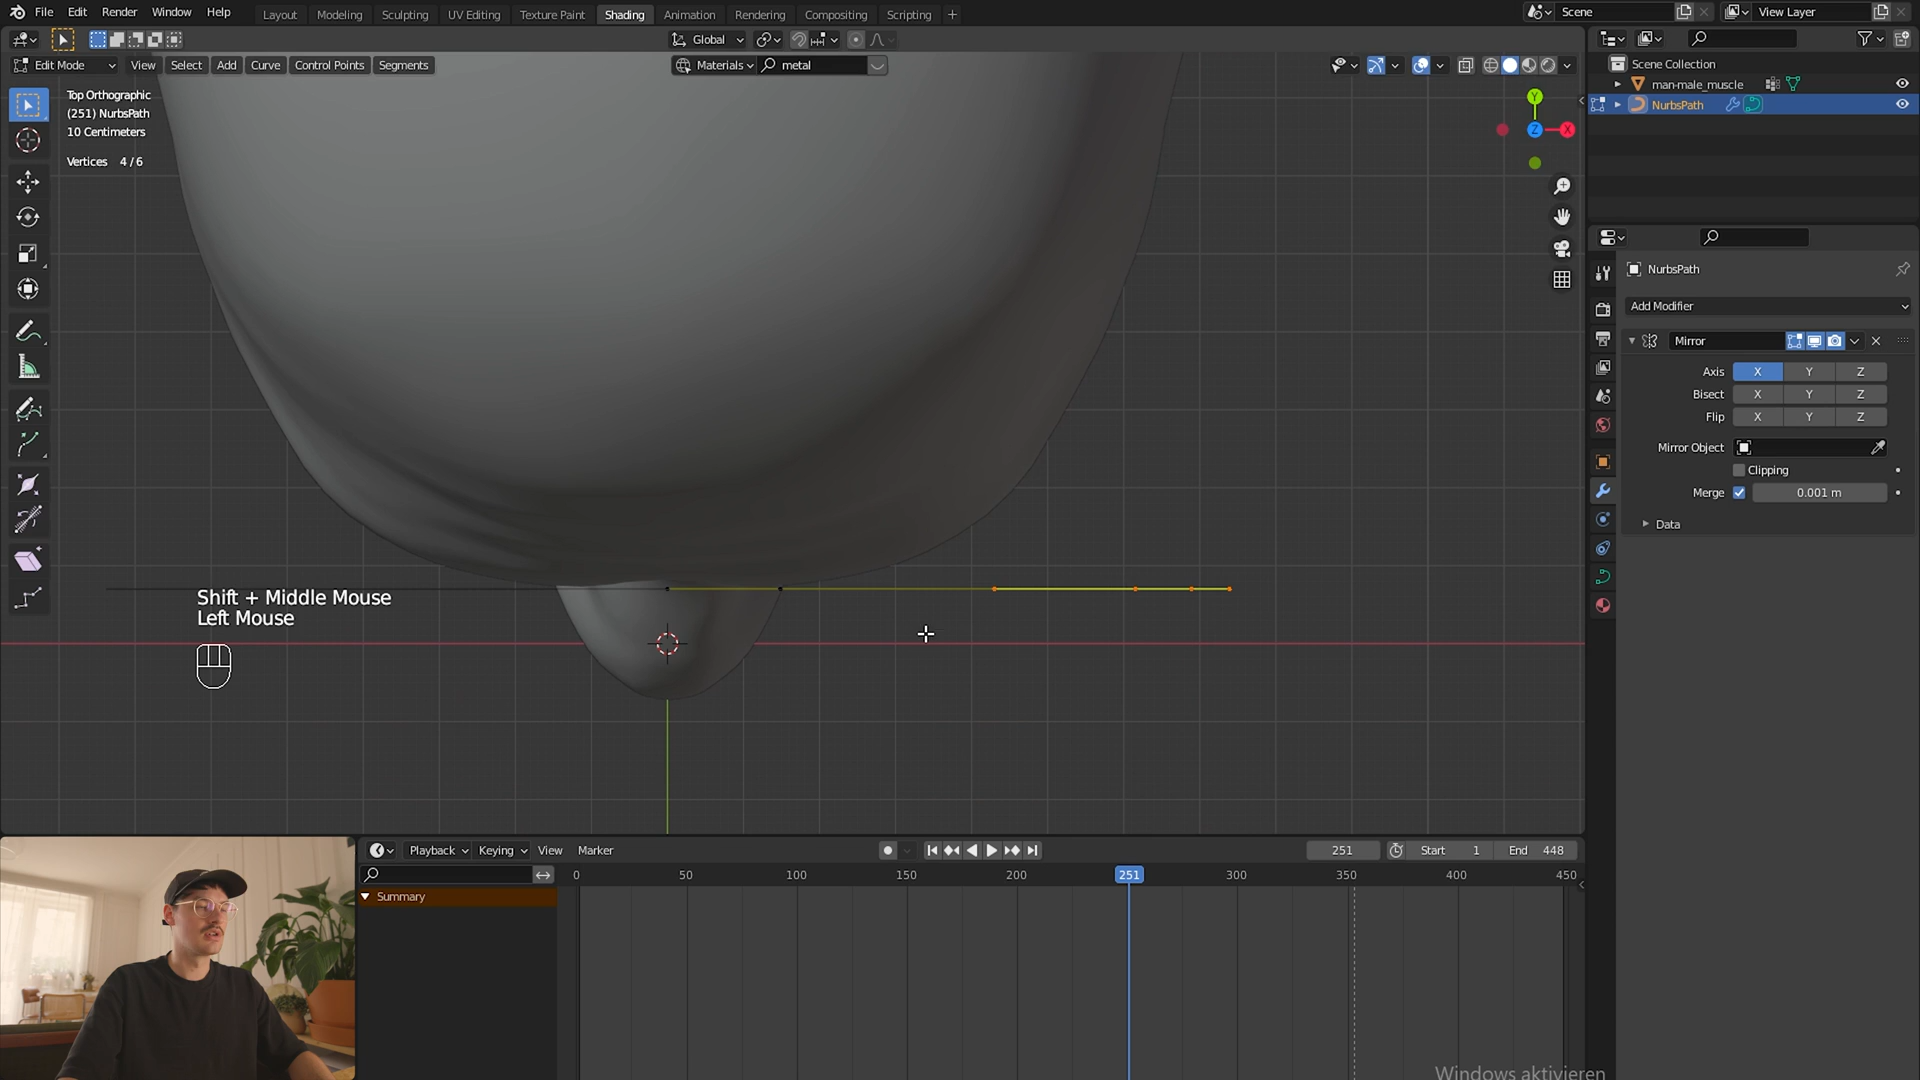 File Edit Render Window Help Layout Modeling Sculpting UV Editing Texture Paint Shading Animation Rendering Compositing Scripting + Scene View Layer
Global
Edit Mode View Select Add Curve Control Points Segments Materials metal
Scene Collection
man-male_muscle
NurbsPath
Top Orthographic
(251) NurbsPath
10 Centimeters
Vertices 4 / 6
Y
Z
X
NurbsPath
Add Modifier
Mirror
Axis X Y Z
Bisect X Y Z
Flip X Y Z
Mirror Object
Clipping
Merge 0.001 m
Data
Shift + Middle Mouse
Left Mouse
Playback Keying View Marker 251 Start 1 End 448
0 50 100 150 200 251 300 350 400 450
Summary
Windows aktivieren